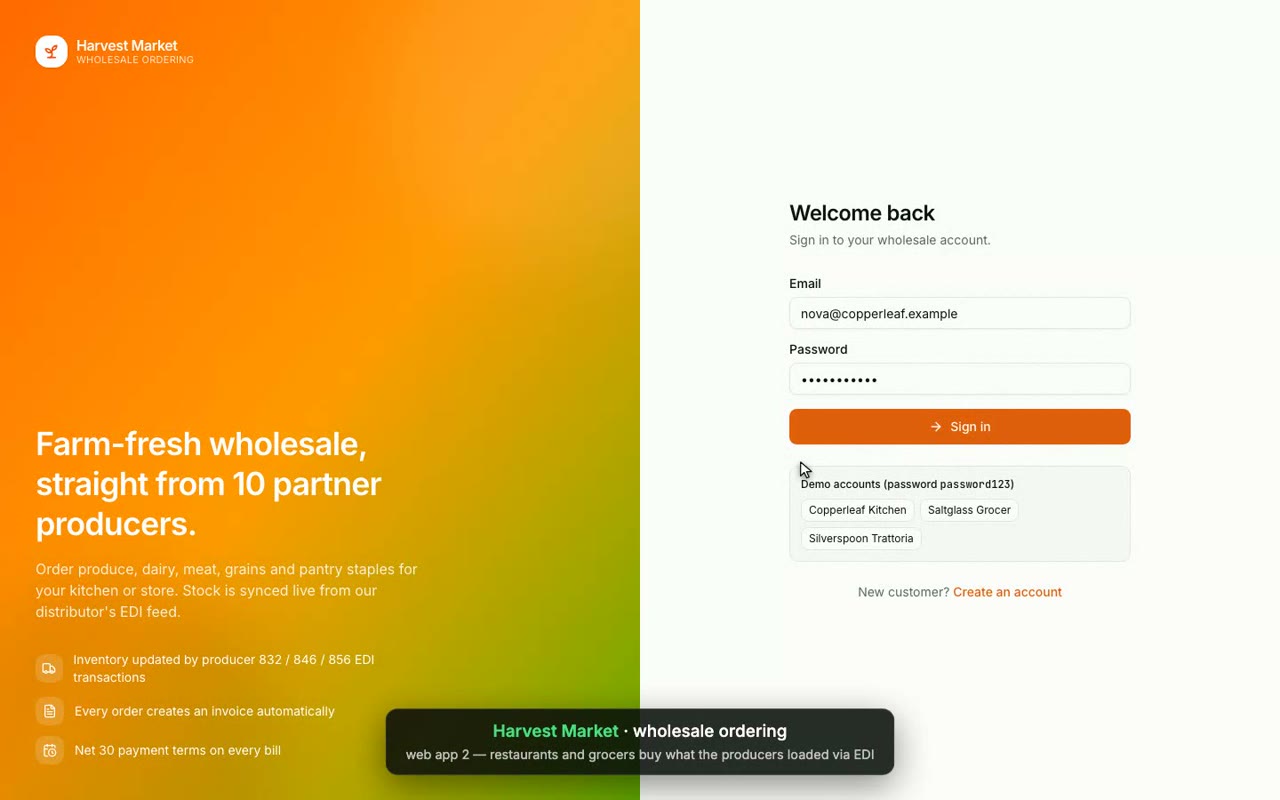 Harvest Market
WHOLESALE ORDERING
Farm-fresh wholesale,
straight from 10 partner
producers.
Order produce, dairy, meat, grains and pantry staples for
your kitchen or store. Stock is synced live from our
distributor's EDI feed.
Inventory updated by producer 832 / 846 / 856 EDI
transactions
Every order creates an invoice automatically
Net 30 payment terms on every bill
Welcome back
Sign in to your wholesale account.
Email
nova@copperleaf.example
Password
•••••••••••
Sign in
Demo accounts (password password123)
Copperleaf Kitchen
Saltglass Grocer
Silverspoon Trattoria
New customer? Create an account
Harvest Market · wholesale ordering
web app 2 — restaurants and grocers buy what the producers loaded via EDI